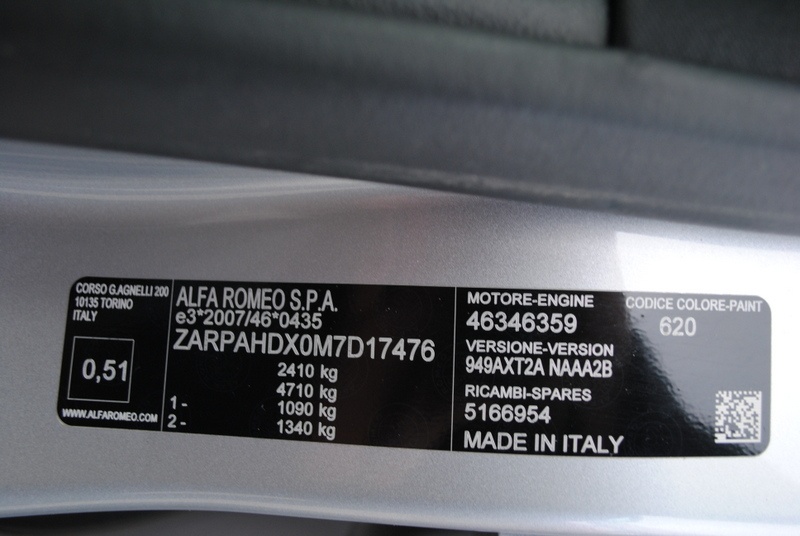 CORSO G.AGNELLI 200
10135 TORINO
ITALY
0,51
WWW.ALFAROMEO.COM
ALFA ROMEO S.P.A.
e3*2007/46*0435
ZARPAHDX0M7D17476
2410 kg
4710 kg
1- 1090 kg
2- 1340 kg
MOTORE-ENGINE
46346359
VERSIONE-VERSION
949AXT2A NAAA2B
RICAMBI-SPARES
5166954
MADE IN ITALY
CODICE COLORE-PAINT
620